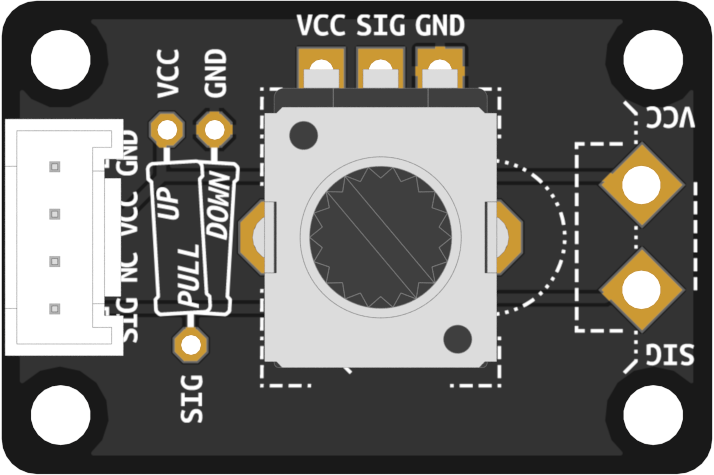 VCC SIG GND
VCC
GND
VCC
GND
VCC
NC
SIG
UP
DOWN
PULL
SIG
SIG